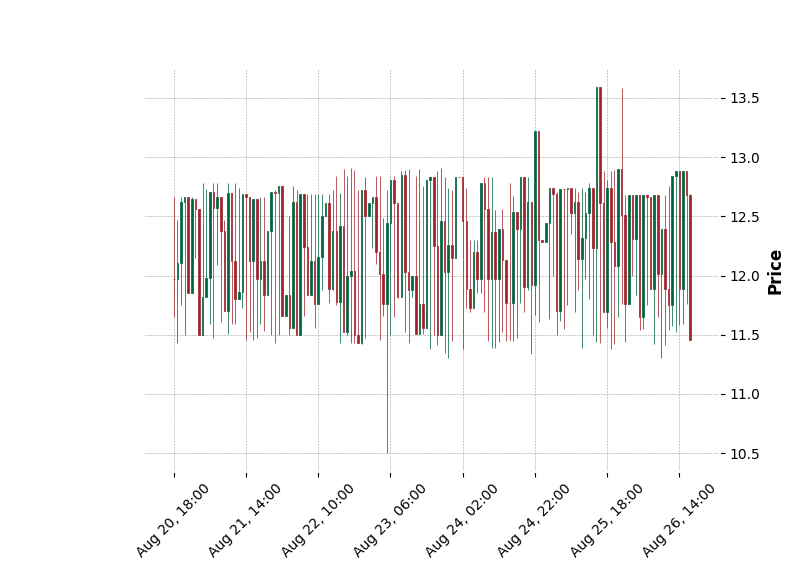 13.5
13.0
12.5
12.0
11.5
11.0
10.5
Price
Aug 20, 18:00
Aug 21, 14:00
Aug 22, 10:00
Aug 23, 06:00
Aug 24, 02:00
Aug 24, 22:00
Aug 25, 18:00
Aug 26, 14:00